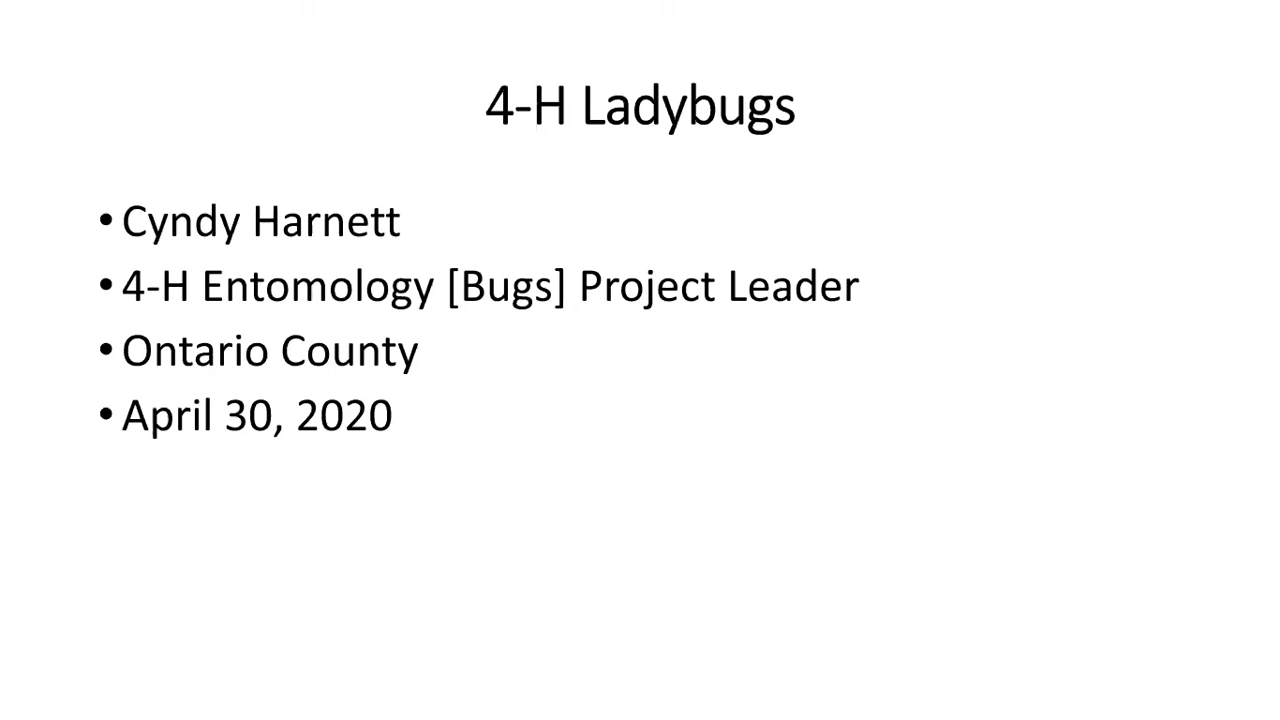 4-H Ladybugs
• Cyndy Harnett
• 4-H Entomology [Bugs] Project Leader
• Ontario County
• April 30, 2020